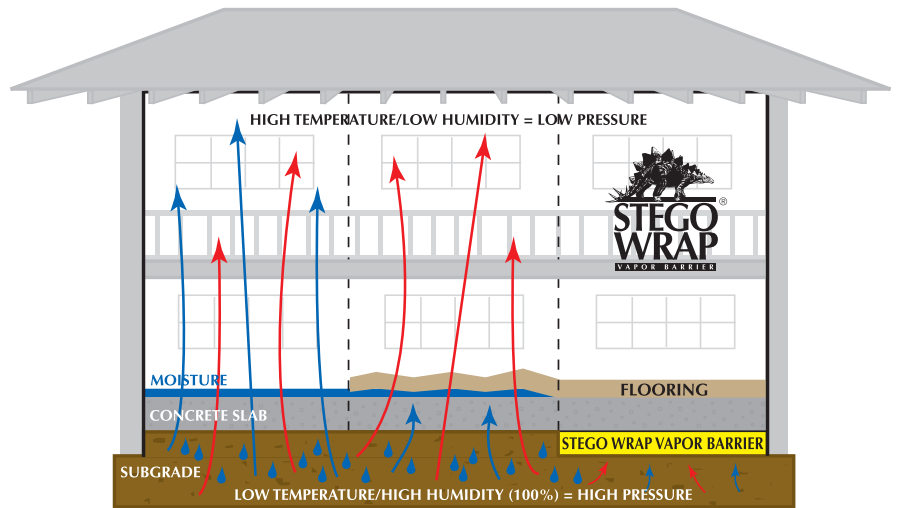 HIGH TEMPERATURE/LOW HUMIDITY = LOW PRESSURE
STEGO®
WRAP
VAPOR BARRIER
MOISTURE
FLOORING
CONCRETE SLAB
STEGO WRAP VAPOR BARRIER
SUBGRADE
LOW TEMPERATURE/HIGH HUMIDITY (100%) = HIGH PRESSURE